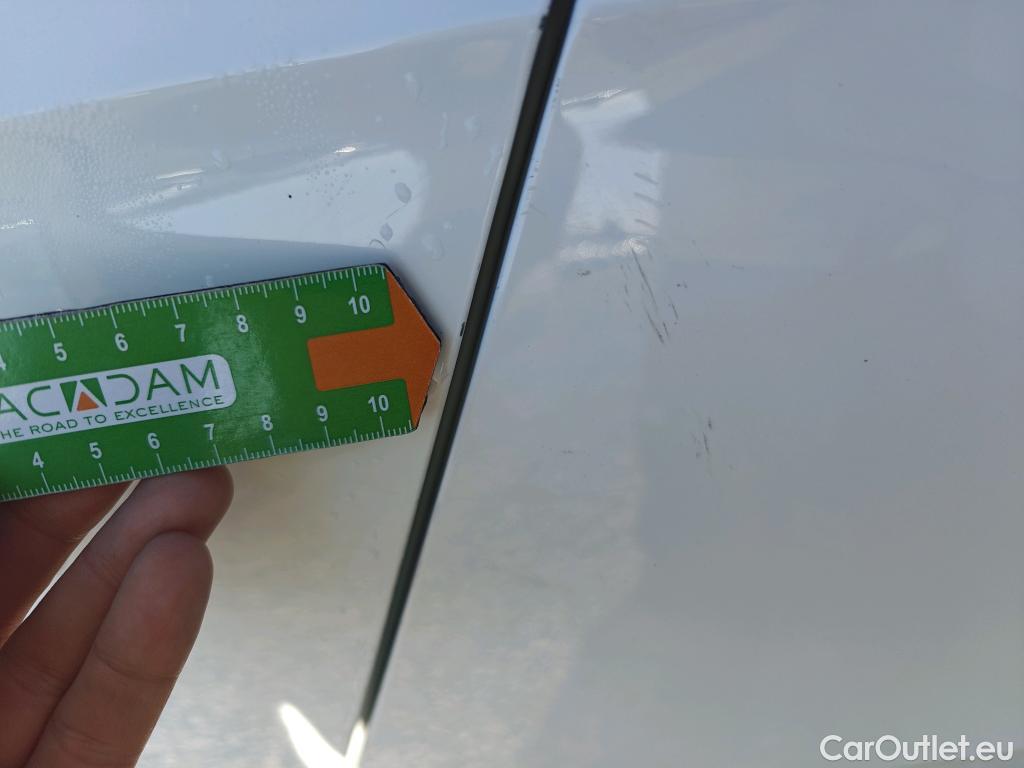 4 5 6 7 8 9 10
ACADAM
THE ROAD TO EXCELLENCE
4 5 6 7 8 9 10
CarOutlet.eu